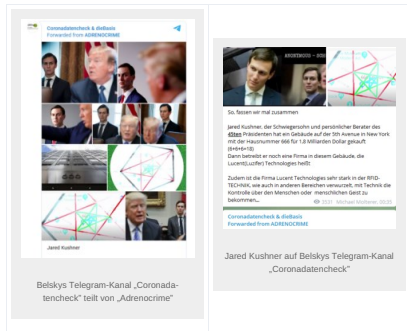 Coronadatencheck & dieBasis
Forwarded from ADRENOCRIME
Jared Kushner
Belskys Telegram-Kanal „Coronada-
tencheck" teilt von „Adrenocrime"
ANONYMOUS
So, fassen wir mal zusammen
Jared Kushner, der Schwiegersohn und persönlicher Berater des
45ten Präsidenten hat ein Gebäude auf der 5th Avenue in New York
mit der Hausnummer 666 für 1.8 Milliarden Dollar gekauft
(6+6+6=18)
Dann betreibt er noch eine Firma in diesem Gebäude, die
Lucent(Luzifer) Technologies heißt
Zudem ist die Firma Lucent Technologies sehr stark in der RFID-
TECHNIK, wie auch in anderen Bereichen verwurzelt, mit Technik die
Kontrolle über den Menschen oder menschlichen Geist zu
bekommen...
Coronadatencheck & dieBasis
Forwarded from ADRENOCRIME
Jared Kushner auf Belskys Telegram-Kanal
„Coronadatencheck"